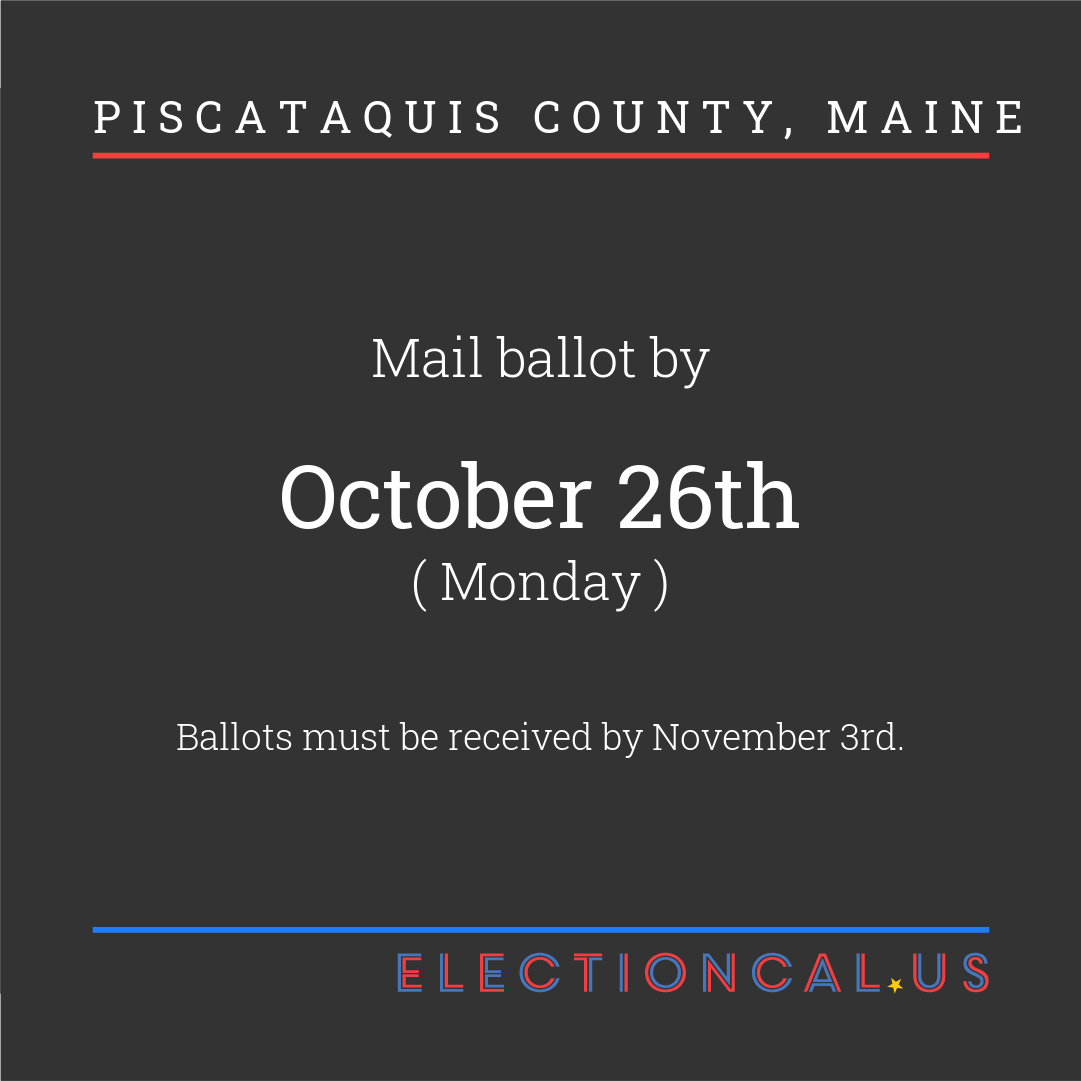 PISCATAQUIS COUNTY, MAINE
Mail ballot by
October 26th
( Monday )
Ballots must be received by November 3rd.
ELECTIONCAL.US